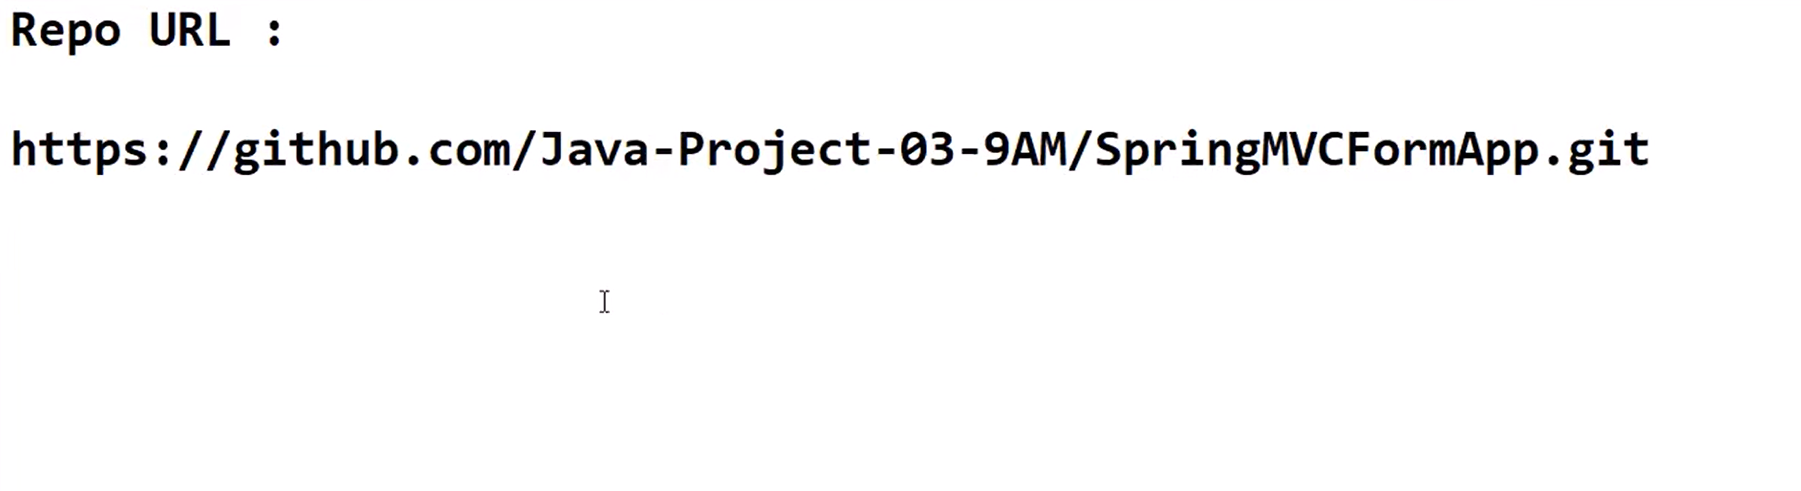 Repo URL :
https://github.com/Java-Project-03-9AM/SpringMVCFormApp.git